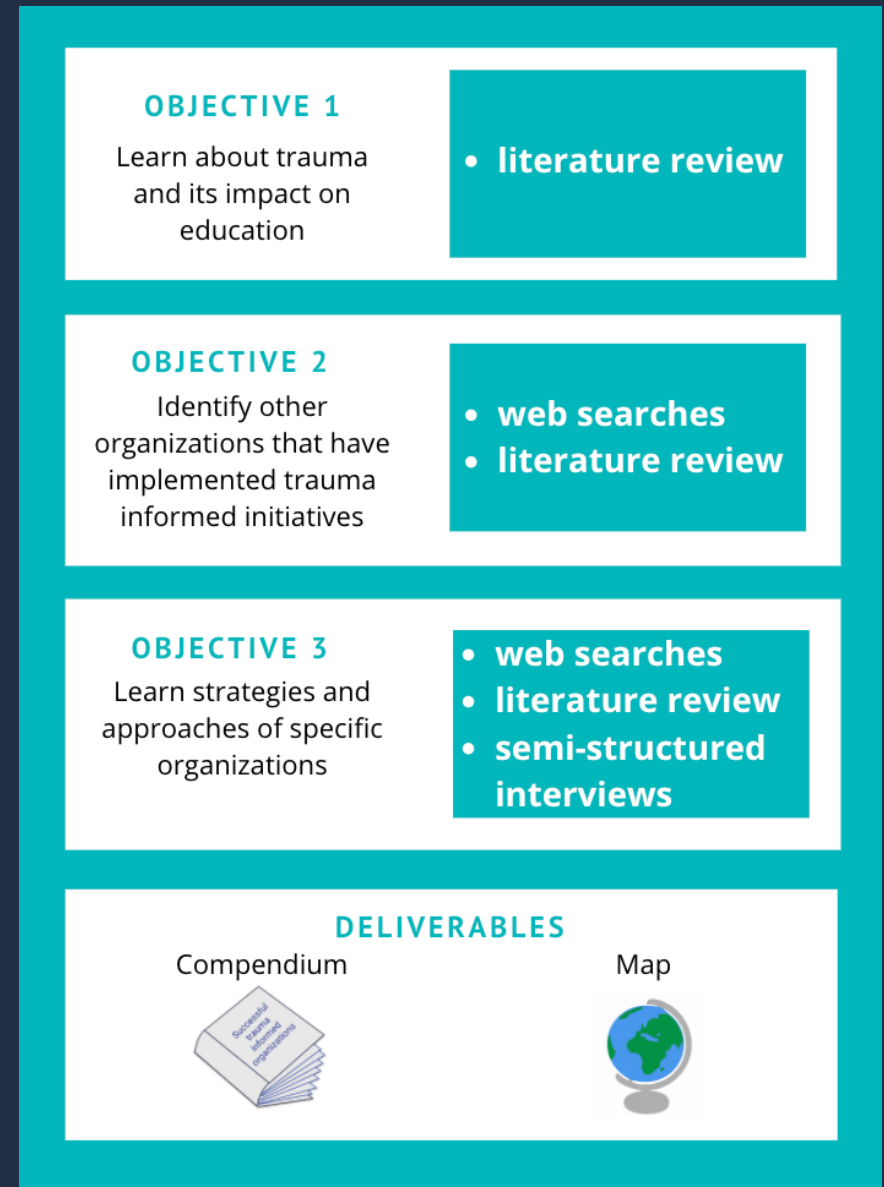 OBJECTIVE 1
Learn about trauma
and its impact on
education
• literature review
OBJECTIVE 2
Identify other
organizations that have
implemented trauma
informed initiatives
• web searches
• literature review
OBJECTIVE 3
Learn strategies and
approaches of specific
organizations
• web searches
• literature review
• semi-structured
interviews
DELIVERABLES
Compendium
Successful
trauma
informed
organizations
Map